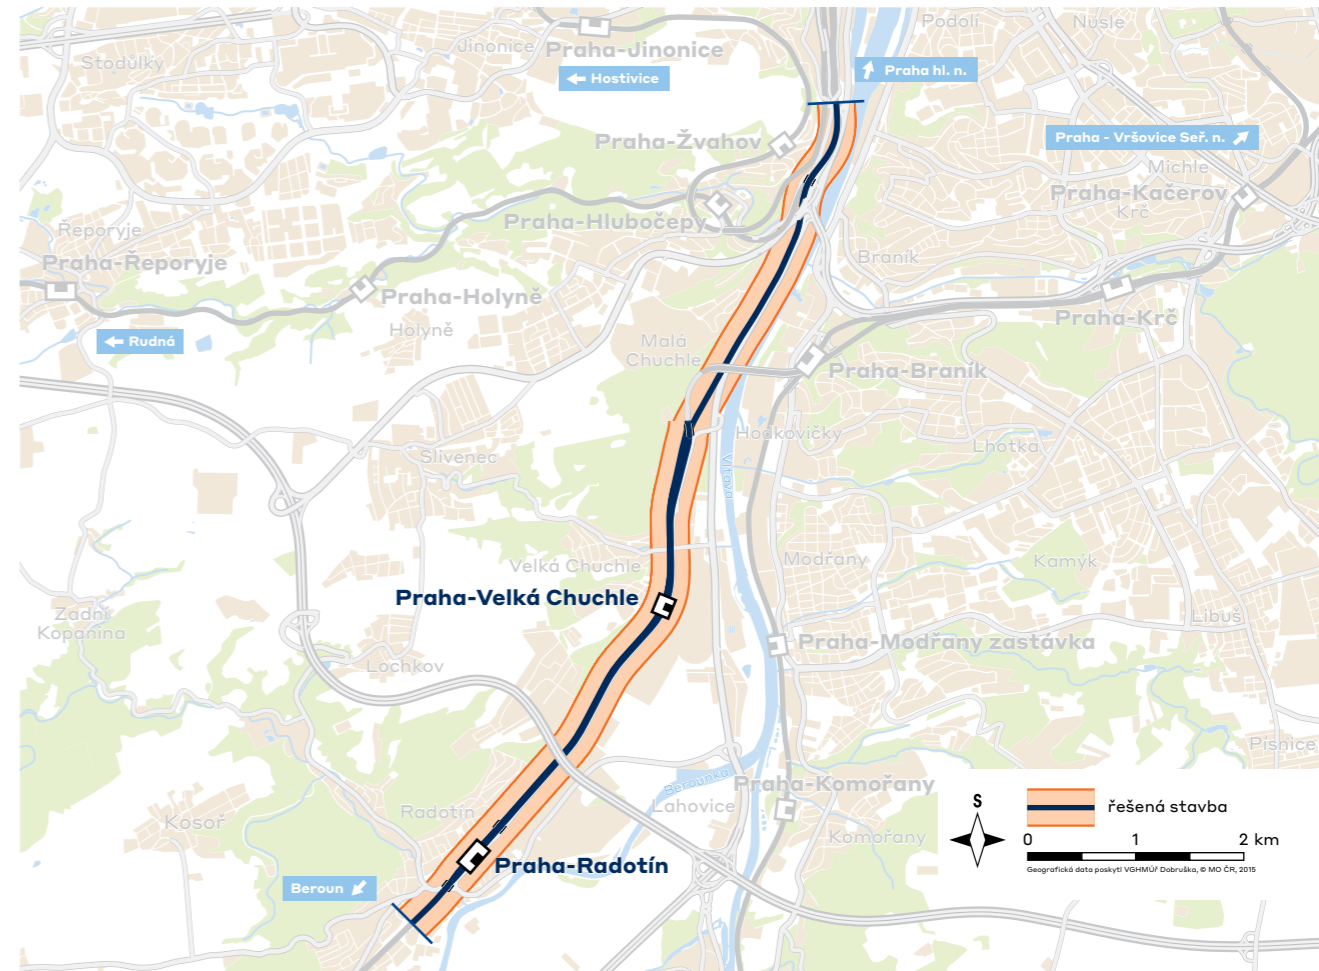 Podolí
Nusle
Jinonice
Praha-Jinonice
Stodůlky
← Hostivice
Praha hl. n.
Praha-Žvahov
Praha - Vršovice Seř. n.
Michle
Praha-Kačerov
Krč
Praha-Hlubočepy
Řeporyje
Praha-Řeporyje
Braník
Praha-Holyně
Holyně
Praha-Krč
← Rudná
Malá
Chuchle
Praha-Braník
Hodkovičky
Lhotka
Slivenec
Vltava
Velká Chuchle
Modřany
Kamýk
Praha-Velká Chuchle
Zadní
Kopanina
Libuš
Praha-Modřany zastávka
Lochkov
Písnice
Berounka
Praha-Komořany
Radotín
Lahovice
Kosoř
Komořany
Praha-Radotín
Beroun
S
řešená stavba
0 1 2 km
Geografická data poskytl VGHMÚř Dobruška, © MO ČR, 2015